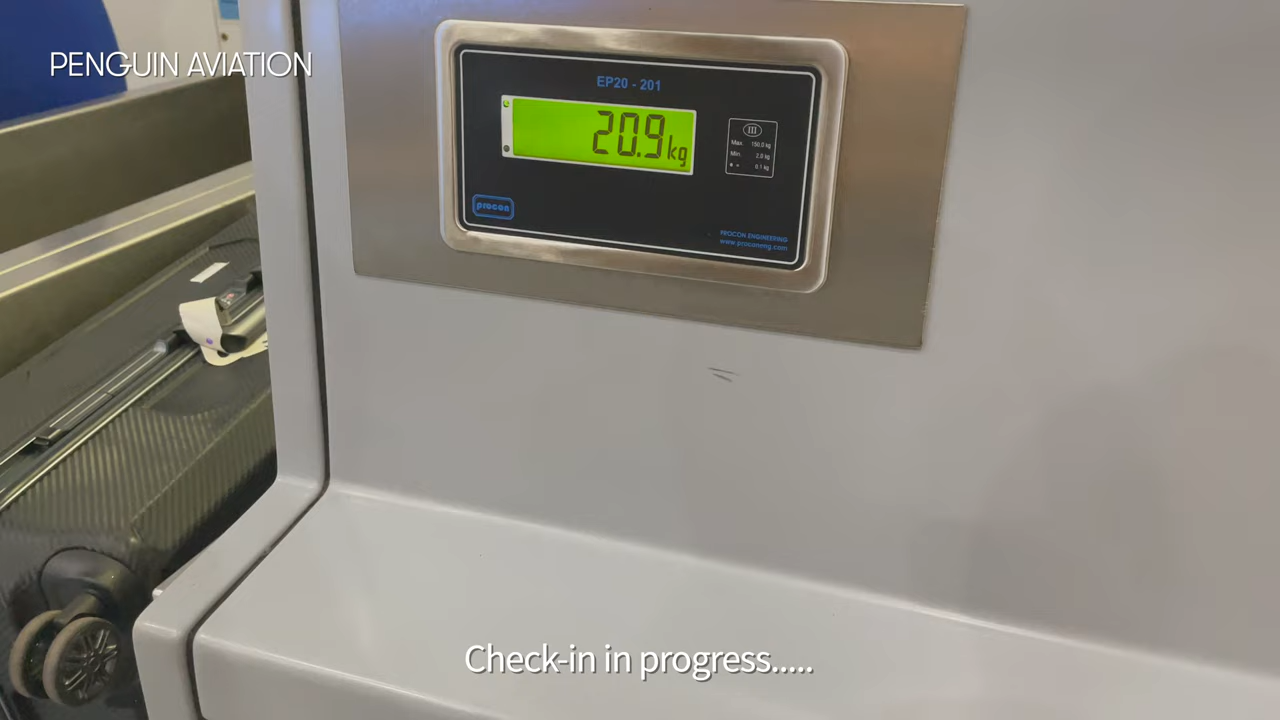 PENGUIN AVIATION
EP20 - 201
20.9 kg
III
Max 150.0 kg
Min 2.0 kg
e = 0.1 kg
procon
PROCON ENGINEERING
www.proconeng.com
Check-in in progress.....